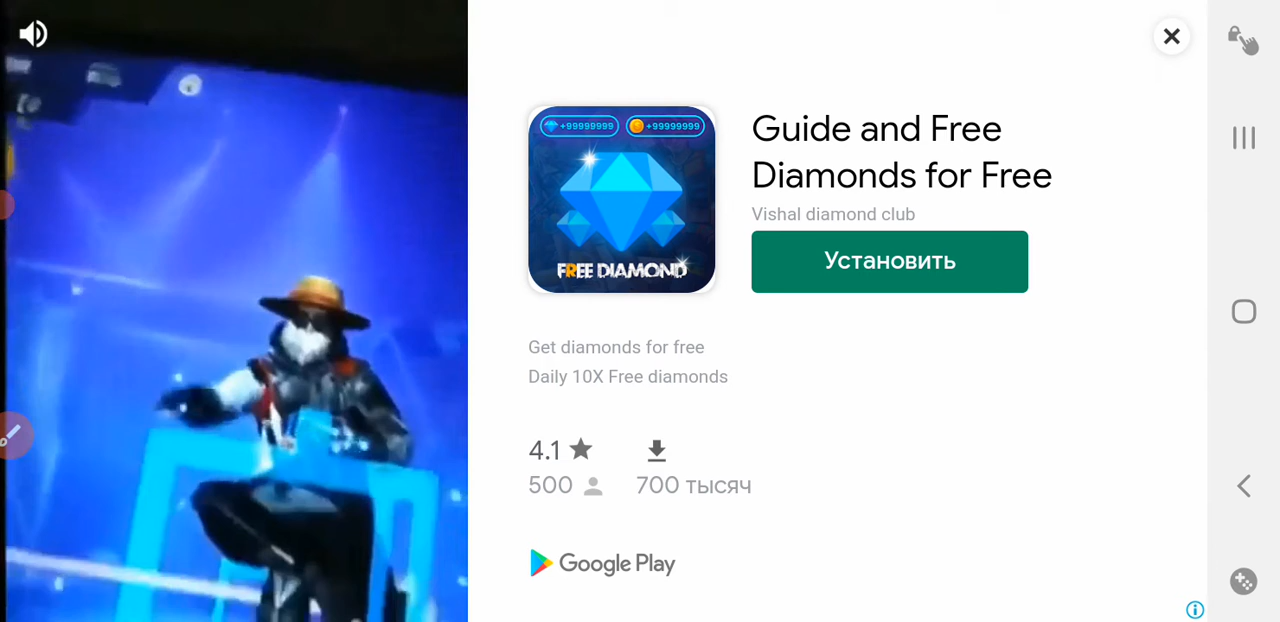 +99999999
+99999999
FREE DIAMOND
Guide and Free
Diamonds for Free
Vishal diamond club
Установить
Get diamonds for free
Daily 10X Free diamonds
4.1
500
700 тысяч
Google Play